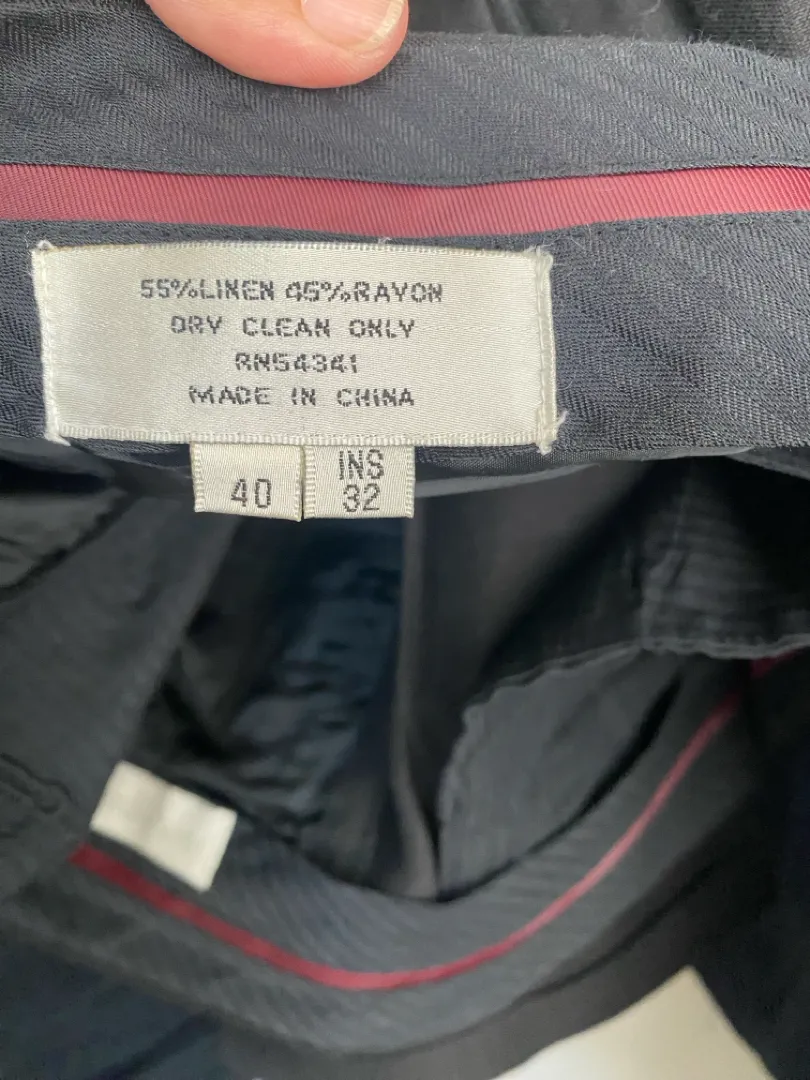 55%LINEN 45%RAYON
DRY CLEAN ONLY
RN54341
MADE IN CHINA
40
INS
32